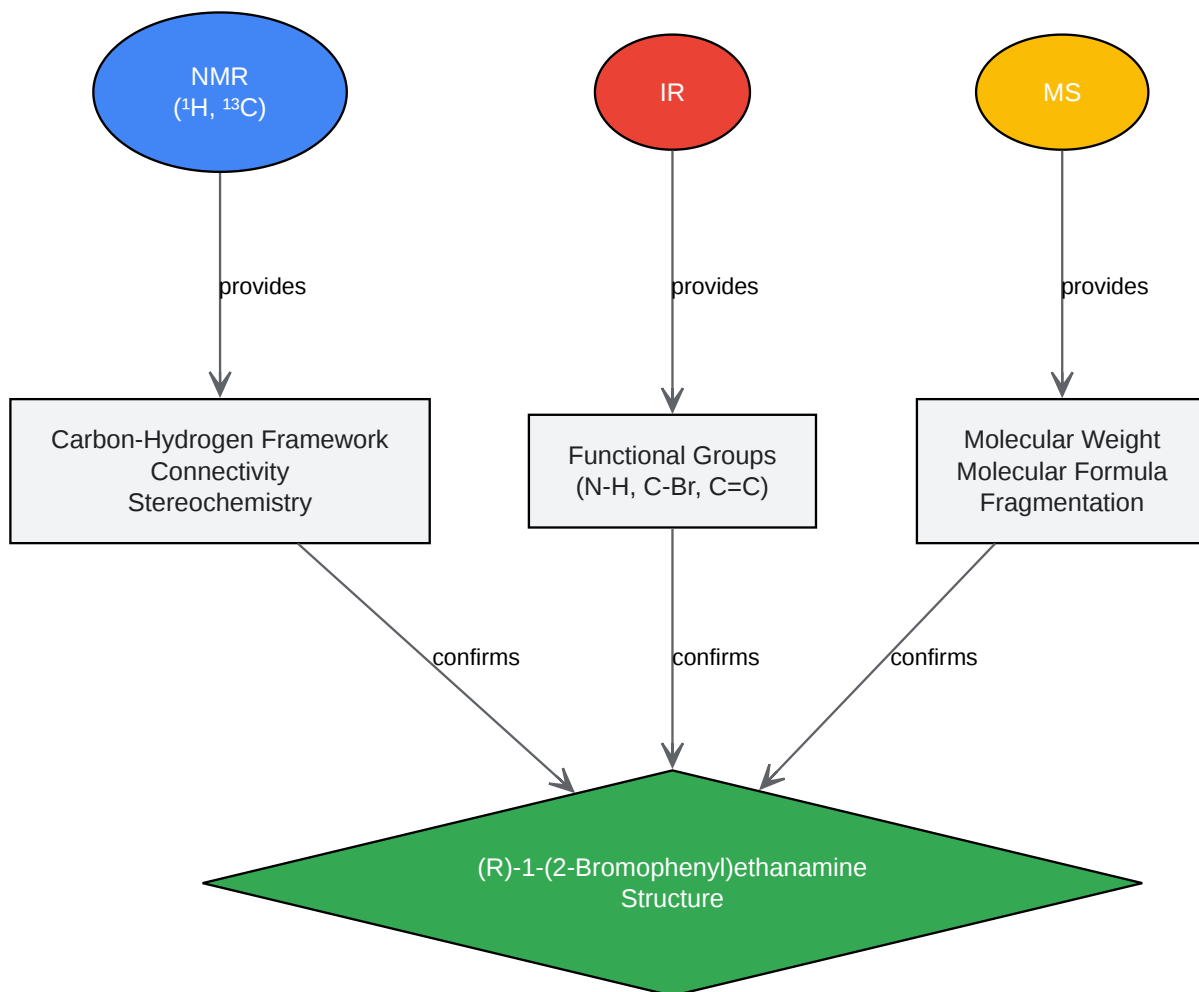 NMR
(¹H, ¹³C)
IR
MS
provides
provides
provides
Carbon-Hydrogen Framework
Connectivity
Stereochemistry
Functional Groups
(N-H, C-Br, C=C)
Molecular Weight
Molecular Formula
Fragmentation
confirms
confirms
confirms
(R)-1-(2-Bromophenyl)ethanamine
Structure